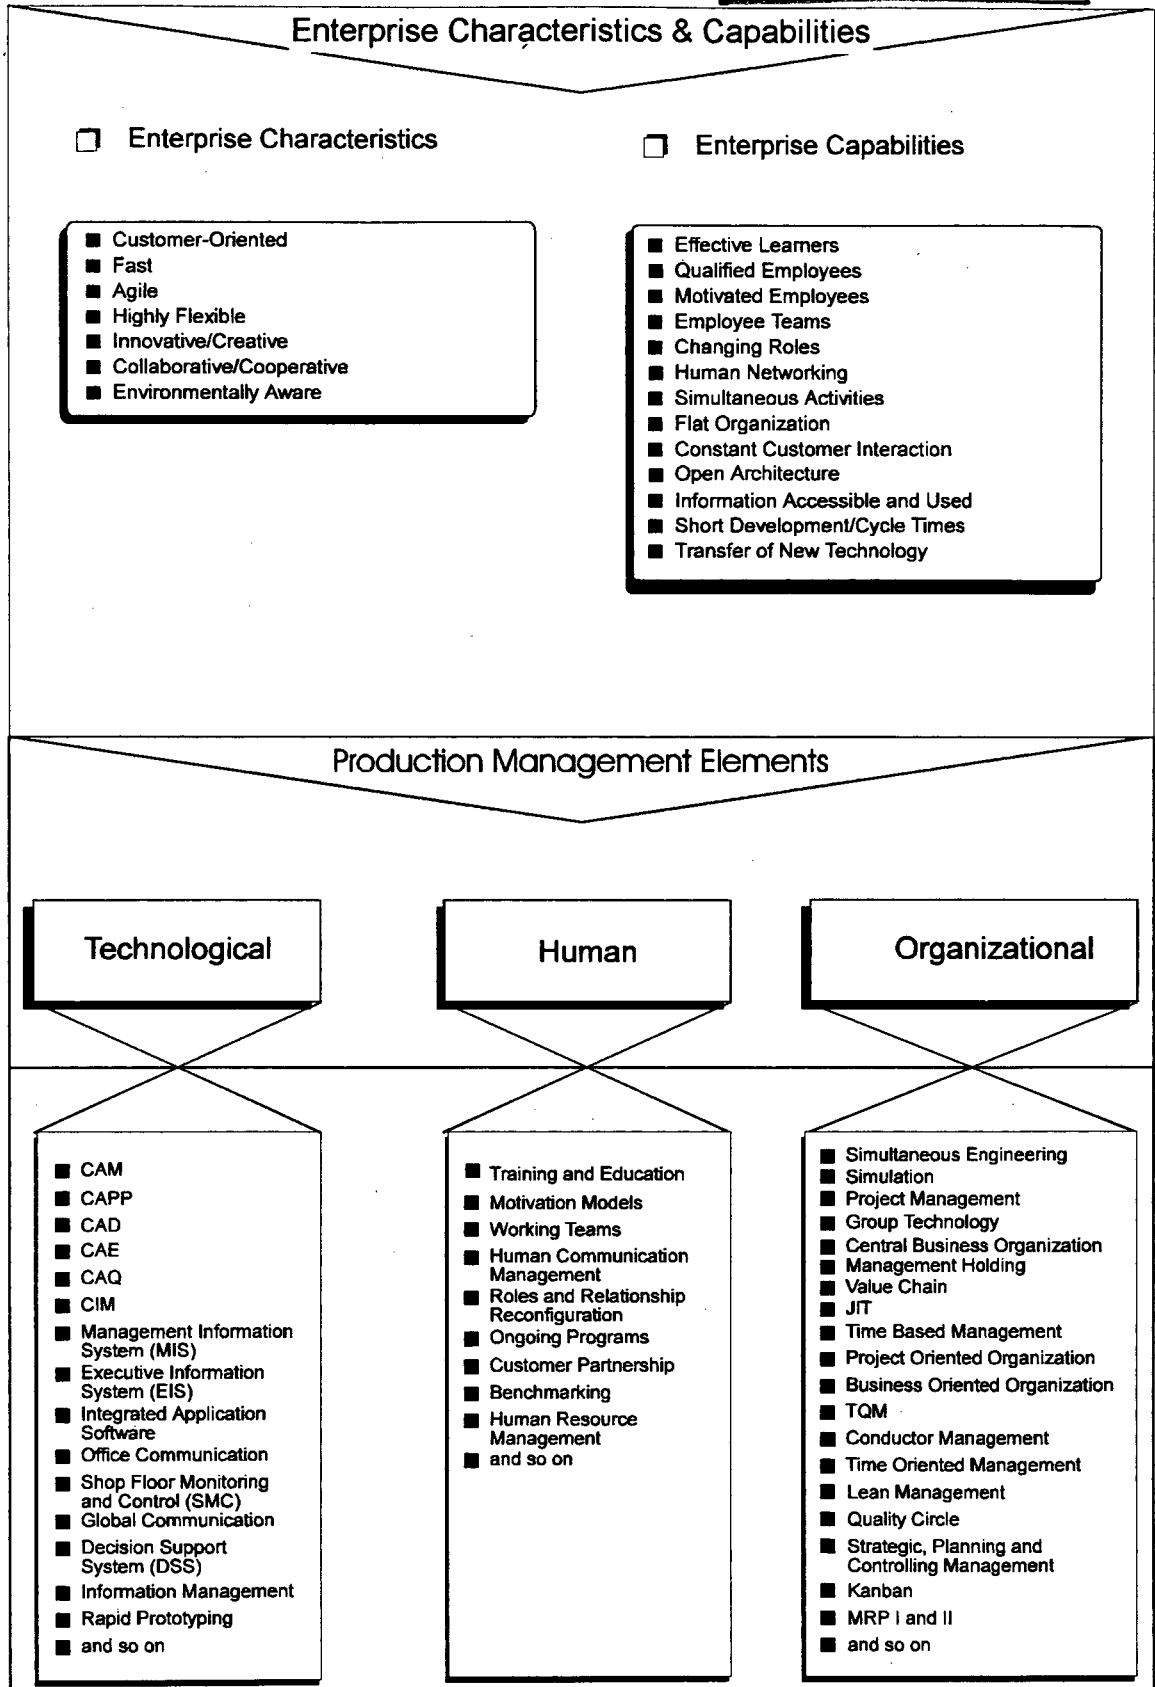 Enterprise Characteristics & Capabilities
❒ Enterprise Characteristics
■ Customer-Oriented
■ Fast
■ Agile
■ Highly Flexible
■ Innovative/Creative
■ Collaborative/Cooperative
■ Environmentally Aware
❒ Enterprise Capabilities
■ Effective Learners
■ Qualified Employees
■ Motivated Employees
■ Employee Teams
■ Changing Roles
■ Human Networking
■ Simultaneous Activities
■ Flat Organization
■ Constant Customer Interaction
■ Open Architecture
■ Information Accessible and Used
■ Short Development/Cycle Times
■ Transfer of New Technology
Production Management Elements
Technological
■ CAM
■ CAPP
■ CAD
■ CAE
■ CAQ
■ CIM
■ Management Information
System (MIS)
■ Executive Information
System (EIS)
■ Integrated Application
Software
■ Office Communication
■ Shop Floor Monitoring
and Control (SMC)
■ Global Communication
■ Decision Support
System (DSS)
■ Information Management
■ Rapid Prototyping
■ and so on
Human
■ Training and Education
■ Motivation Models
■ Working Teams
■ Human Communication
Management
■ Roles and Relationship
Reconfiguration
■ Ongoing Programs
■ Customer Partnership
■ Benchmarking
■ Human Resource
Management
■ and so on
Organizational
■ Simultaneous Engineering
■ Simulation
■ Project Management
■ Group Technology
■ Central Business Organization
■ Management Holding
■ Value Chain
■ JIT
■ Time Based Management
■ Project Oriented Organization
■ Business Oriented Organization
■ TQM
■ Conductor Management
■ Time Oriented Management
■ Lean Management
■ Quality Circle
■ Strategic, Planning and
Controlling Management
■ Kanban
■ MRP I and II
■ and so on